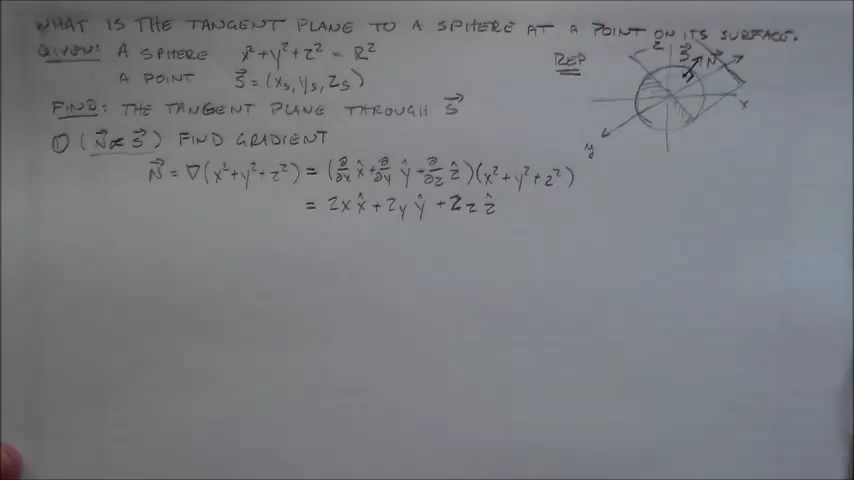 WHAT IS THE TANGENT PLANE TO A SPHERE AT A POINT ON ITS SURFACE.
GIVEN: A SPHERE x² + y² + z² = R²
A POINT S⃗ = (xₛ, yₛ, zₛ)
REP
z S⃗ N⃗
x
y
FIND: THE TANGENT PLANE THROUGH S⃗
① (N⃗ ∝ S⃗) FIND GRADIENT
N⃗ = ∇(x² + y² + z²) = (∂/∂x x̂ + ∂/∂y ŷ + ∂/∂z ẑ)(x² + y² + z²)
= 2x x̂ + 2y ŷ + 2z ẑ